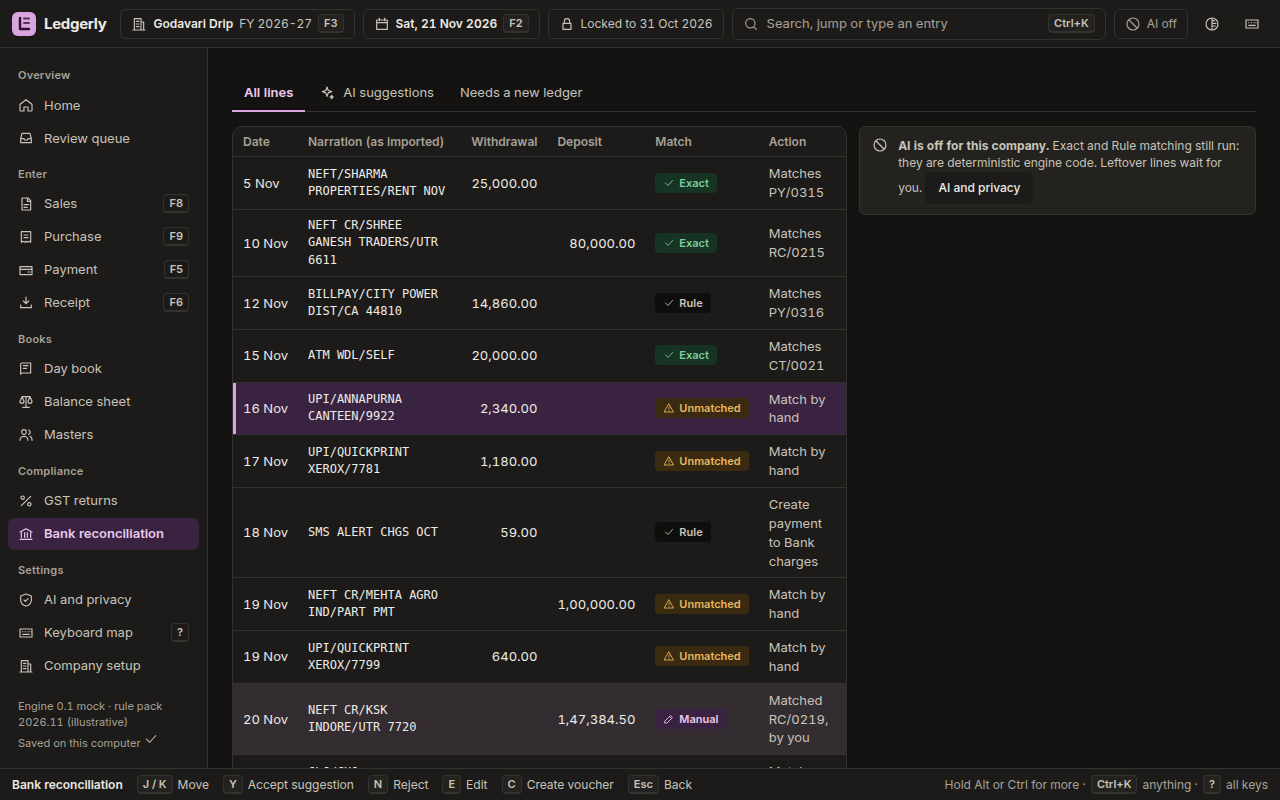 Ledgerly
Godavari Drip FY 2026-27 F3
Sat, 21 Nov 2026 F2
Locked to 31 Oct 2026
Search, jump or type an entry Ctrl+K
AI off
Overview
Home
Review queue
Enter
Sales F8
Purchase F9
Payment F5
Receipt F6
Books
Day book
Balance sheet
Masters
Compliance
GST returns
Bank reconciliation
Settings
AI and privacy
Keyboard map ?
Company setup
Engine 0.1 mock · rule pack
2026.11 (illustrative)
Saved on this computer
All lines AI suggestions Needs a new ledger
Date Narration (as imported) Withdrawal Deposit Match Action
5 Nov NEFT/SHARMA PROPERTIES/RENT NOV 25,000.00 Exact Matches PY/0315
10 Nov NEFT CR/SHREE GANESH TRADERS/UTR 6611 80,000.00 Exact Matches RC/0215
12 Nov BILLPAY/CITY POWER DIST/CA 44810 14,860.00 Rule Matches PY/0316
15 Nov ATM WDL/SELF 20,000.00 Exact Matches CT/0021
16 Nov UPI/ANNAPURNA CANTEEN/9922 2,340.00 Unmatched Match by hand
17 Nov UPI/QUICKPRINT XEROX/7781 1,180.00 Unmatched Match by hand
18 Nov SMS ALERT CHGS OCT 59.00 Rule Create payment to Bank charges
19 Nov NEFT CR/MEHTA AGRO IND/PART PMT 1,00,000.00 Unmatched Match by hand
19 Nov UPI/QUICKPRINT XEROX/7799 640.00 Unmatched Match by hand
20 Nov NEFT CR/KSK INDORE/UTR 7720 1,47,384.50 Manual Matched RC/0219, by you
AI is off for this company. Exact and Rule matching still run:
they are deterministic engine code. Leftover lines wait for
you. AI and privacy
Bank reconciliation J / K Move Y Accept suggestion N Reject E Edit C Create voucher Esc Back
Hold Alt or Ctrl for more · Ctrl+K anything · ? all keys